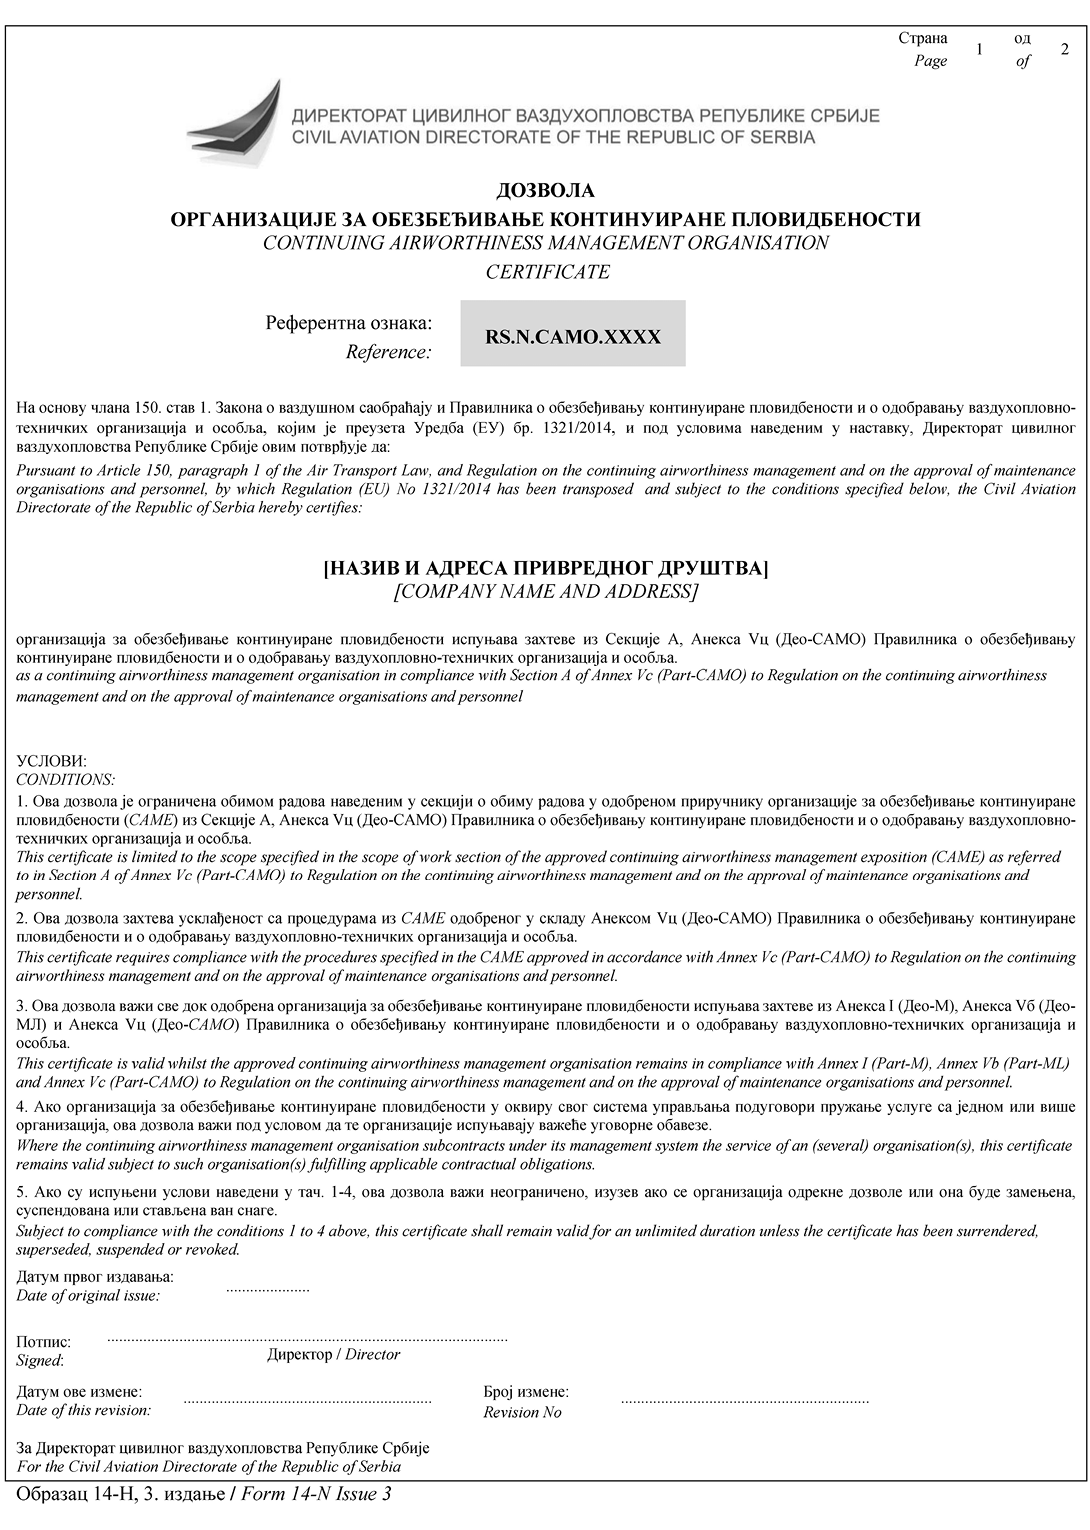 Страна 1 од 2
Page of
ДИРЕКТОРАТ ЦИВИЛНОГ ВАЗДУХОПЛОВСТВА РЕПУБЛИКЕ СРБИЈЕ
CIVIL AVIATION DIRECTORATE OF THE REPUBLIC OF SERBIA
ДОЗВОЛА
ОРГАНИЗАЦИЈЕ ЗА ОБЕЗБЕЂИВАЊЕ КОНТИНУИРАНЕ ПЛОВИДБЕНОСТИ
CONTINUING AIRWORTHINESS MANAGEMENT ORGANISATION
CERTIFICATE
Референтна ознака:
Reference:
RS.N.CAMO.XXXX
На основу члана 150. став 1. Закона о ваздушном саобраћају и Правилника о обезбеђивању континуиране пловидбености и о одобравању ваздухопловно-
техничких организација и особља, којим је преузета Уредба (ЕУ) бр. 1321/2014, и под условима наведеним у наставку, Директорат цивилног
ваздухопловства Републике Србије овим потврђује да:
Pursuant to Article 150, paragraph 1 of the Air Transport Law, and Regulation on the continuing airworthiness management and on the approval of maintenance
organisations and personnel, by which Regulation (EU) No 1321/2014 has been transposed and subject to the conditions specified below, the Civil Aviation
Directorate of the Republic of Serbia hereby certifies:
[НАЗИВ И АДРЕСА ПРИВРЕДНОГ ДРУШТВА]
[COMPANY NAME AND ADDRESS]
организација за обезбеђивање континуиране пловидбености испуњава захтеве из Секције А, Анекса Vц (Део-CAMO) Правилника о обезбеђивању
континуиране пловидбености и о одобравању ваздухопловно-техничких организација и особља.
as a continuing airworthiness management organisation in compliance with Section A of Annex Vc (Part-CAMO) to Regulation on the continuing airworthiness
management and on the approval of maintenance organisations and personnel
УСЛОВИ:
CONDITIONS:
1. Ова дозвола је ограничена обимом радова наведеним у секцији о обиму радова у одобреном приручнику организације за обезбеђивање континуиране
пловидбености (CAME) из Секције А, Анекса Vц (Део-CAMO) Правилника о обезбеђивању континуиране пловидбености и о одобравању ваздухопловно-
техничких организација и особља.
This certificate is limited to the scope specified in the scope of work section of the approved continuing airworthiness management exposition (CAME) as referred
to in Section A of Annex Vc (Part-CAMO) to Regulation on the continuing airworthiness management and on the approval of maintenance organisations and
personnel.
2. Ова дозвола захтева усклађеност са процедурама из CAME одобреног у складу Анексом Vц (Део-CAMO) Правилника о обезбеђивању континуиране
пловидбености и о одобравању ваздухопловно-техничких организација и особља.
This certificate requires compliance with the procedures specified in the CAME approved in accordance with Annex Vc (Part-CAMO) to Regulation on the continuing
airworthiness management and on the approval of maintenance organisations and personnel.
3. Ова дозвола важи све док одобрена организација за обезбеђивање континуиране пловидбености испуњава захтеве из Анекса I (Део-М), Анекса Vб (Део-
МЛ) и Анекса Vц (Део-CAMO) Правилника о обезбеђивању континуиране пловидбености и о одобравању ваздухопловно-техничких организација и
особља.
This certificate is valid whilst the approved continuing airworthiness management organisation remains in compliance with Annex I (Part-M), Annex Vb (Part-ML)
and Annex Vc (Part-CAMO) to Regulation on the continuing airworthiness management and on the approval of maintenance organisations and personnel.
4. Ако организација за обезбеђивање континуиране пловидбености у оквиру свог система управљања подуговори пружање услуге са једном или више
организација, ова дозвола важи под условом да те организације испуњавају важеће уговорне обавезе.
Where the continuing airworthiness management organisation subcontracts under its management system the service of an (several) organisation(s), this certificate
remains valid subject to such organisation(s) fulfilling applicable contractual obligations.
5. Ако су испуњени услови наведени у тач. 1-4, ова дозвола важи неограничено, изузев ако се организација одрекне дозволе или она буде замењена,
суспендована или стављена ван снаге.
Subject to compliance with the conditions 1 to 4 above, this certificate shall remain valid for an unlimited duration unless the certificate has been surrendered,
superseded, suspended or revoked.
Датум првог издавања:
Date of original issue: .....................
Потпис: ....................................................................................................
Signed:
Директор / Director
Датум ове измене: .............................................................. Број измене: ..............................................................
Date of this revision: Revision No
За Директорат цивилног ваздухопловства Републике Србије
For the Civil Aviation Directorate of the Republic of Serbia
Образац 14-Н, 3. издање / Form 14-N Issue 3